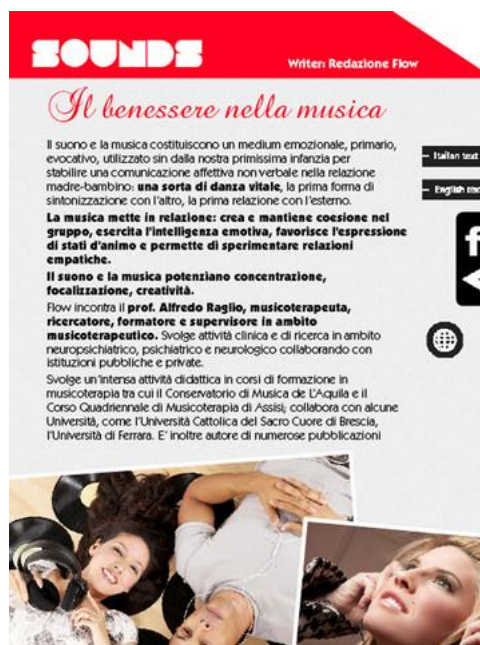 SOUNDS
Writer: Redazione Flow
Il benessere nella musica
Il suono e la musica costituiscono un medium emozionale, primario,
evocativo, utilizzato sin dalla nostra primissima infanzia per
stabilire una comunicazione affettiva non verbale nella relazione
madre-bambino: una sorta di danza vitale, la prima forma di
sintonizzazione con l'altro, la prima relazione con l'esterno.
La musica mette in relazione: crea e mantiene coesione nel
gruppo, esercita l'intelligenza emotiva, favorisce l'espressione
di stati d'animo e permette di sperimentare relazioni
empatiche.
Il suono e la musica potenziano concentrazione,
focalizzazione, creatività.
Flow incontra il prof. Alfredo Raglio, musicoterapeuta,
ricercatore, formatore e supervisore in ambito
musicoterapeutico. Svolge attività clinica e di ricerca in ambito
neuropsichiatrico, psichiatrico e neurologico collaborando con
istituzioni pubbliche e private.
Svolge un'intensa attività didattica in corsi di formazione in
musicoterapia tra cui il Conservatorio di Musica de L'Aquila e il
Corso Quadriennale di Musicoterapia di Assisi; collabora con alcune
Università, come l'Università Cattolica del Sacro Cuore di Brescia,
l'Università di Ferrara. E' inoltre autore di numerose pubblicazioni
– Italian text
– English
f